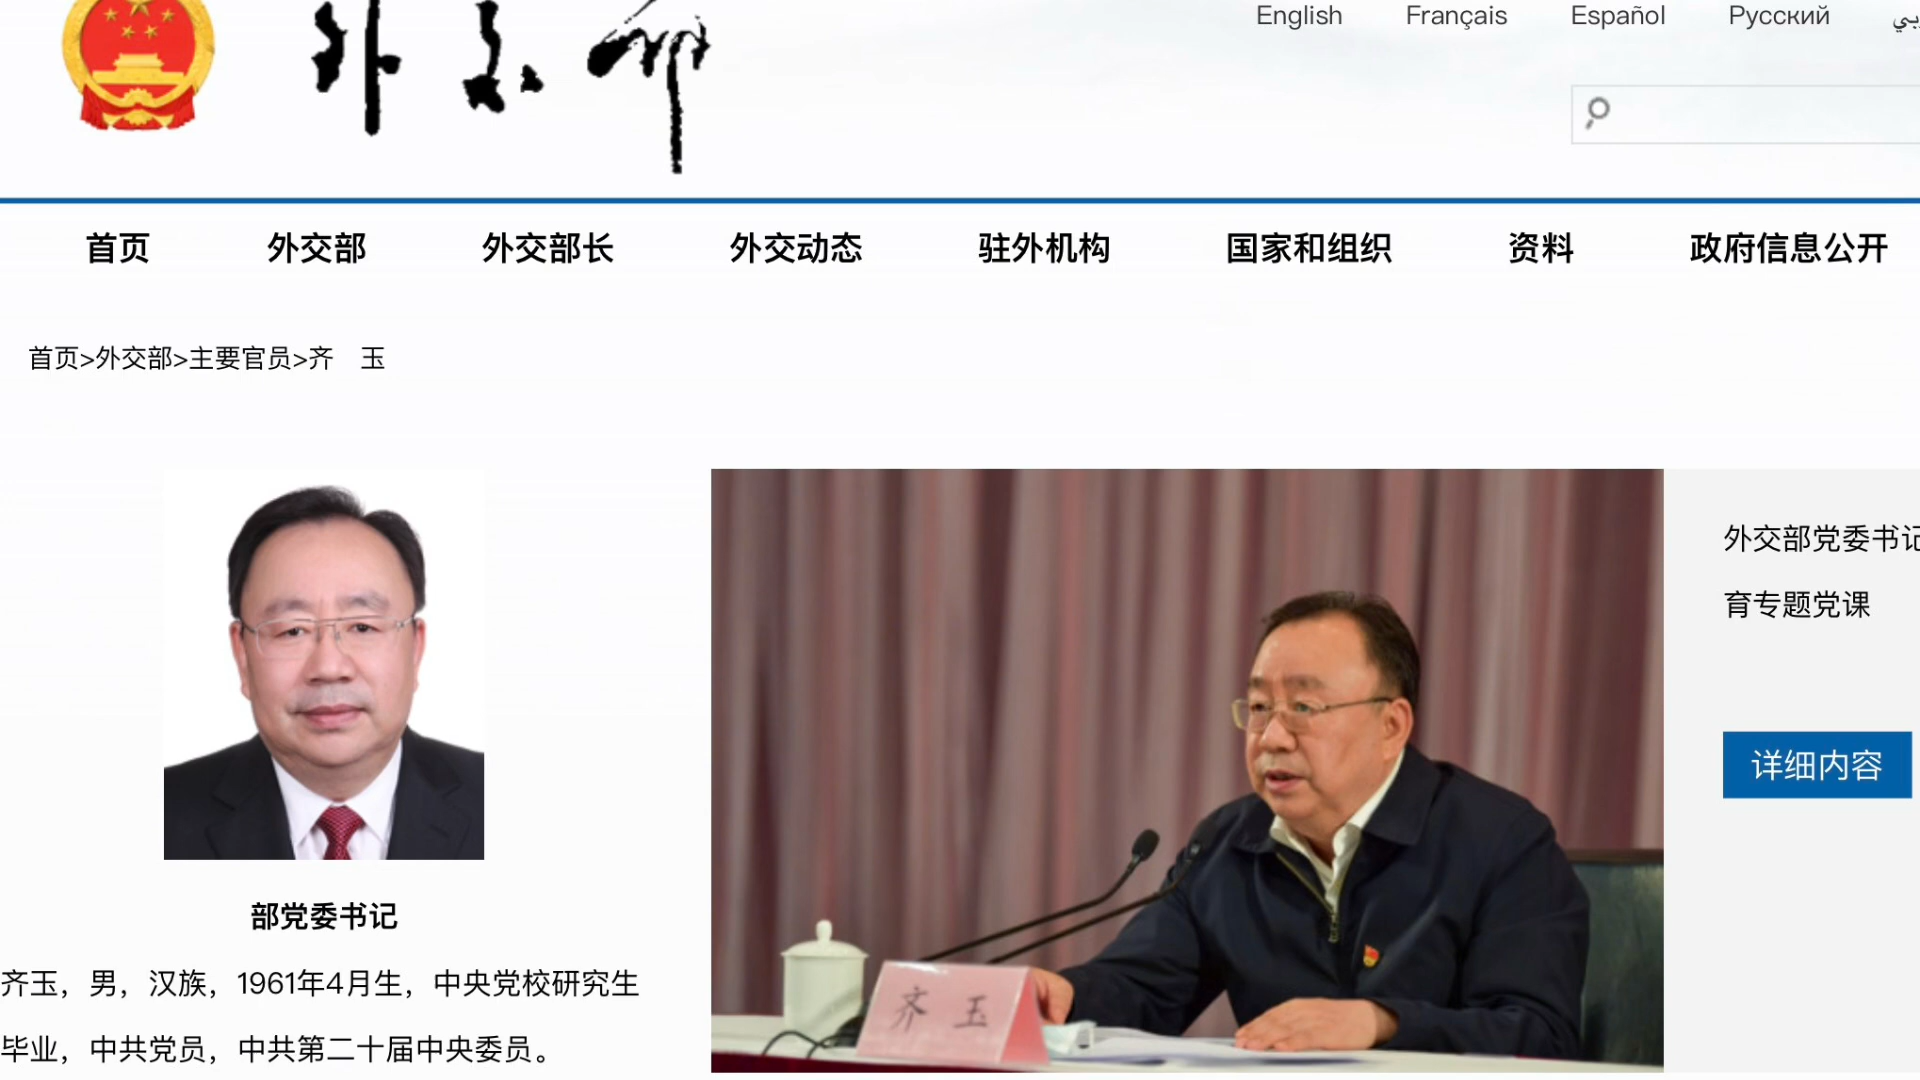 外交部
English Français Español Русский
首页 外交部 外交部长 外交动态 驻外机构 国家和组织 资料 政府信息公开
首页>外交部>主要官员>齐 玉
外交部党委书记
育专题党课
详细内容
齐 玉
部党委书记
齐玉，男，汉族，1961年4月生，中央党校研究生
毕业，中共党员，中共第二十届中央委员。